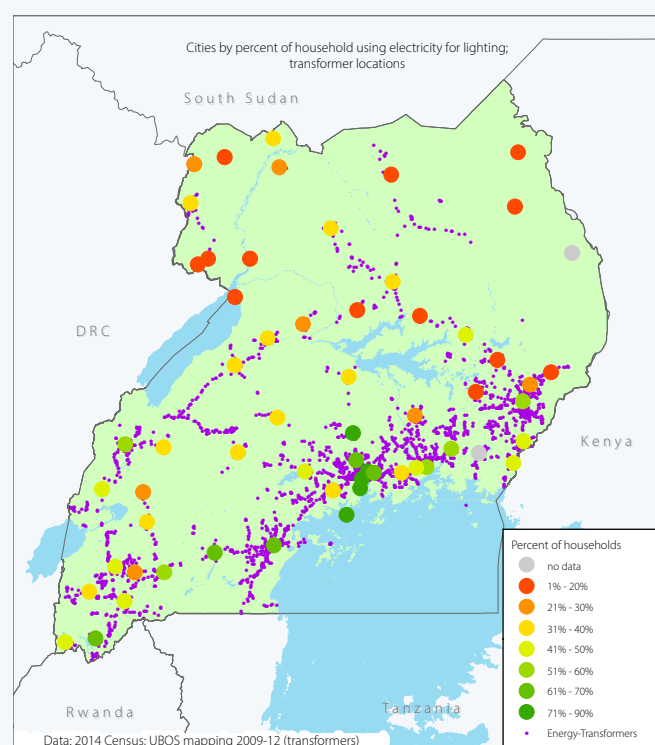 Cities by percent of household using electricity for lighting;
transformer locations
South Sudan
DRC
Kenya
Percent of households
no data
1% - 20%
21% - 30%
31% - 40%
41% - 50%
51% - 60%
61% - 70%
71% - 90%
Energy-Transformers
Rwanda
Tanzania
Data: 2014 Census; UBOS mapping 2009-12 (transformers)